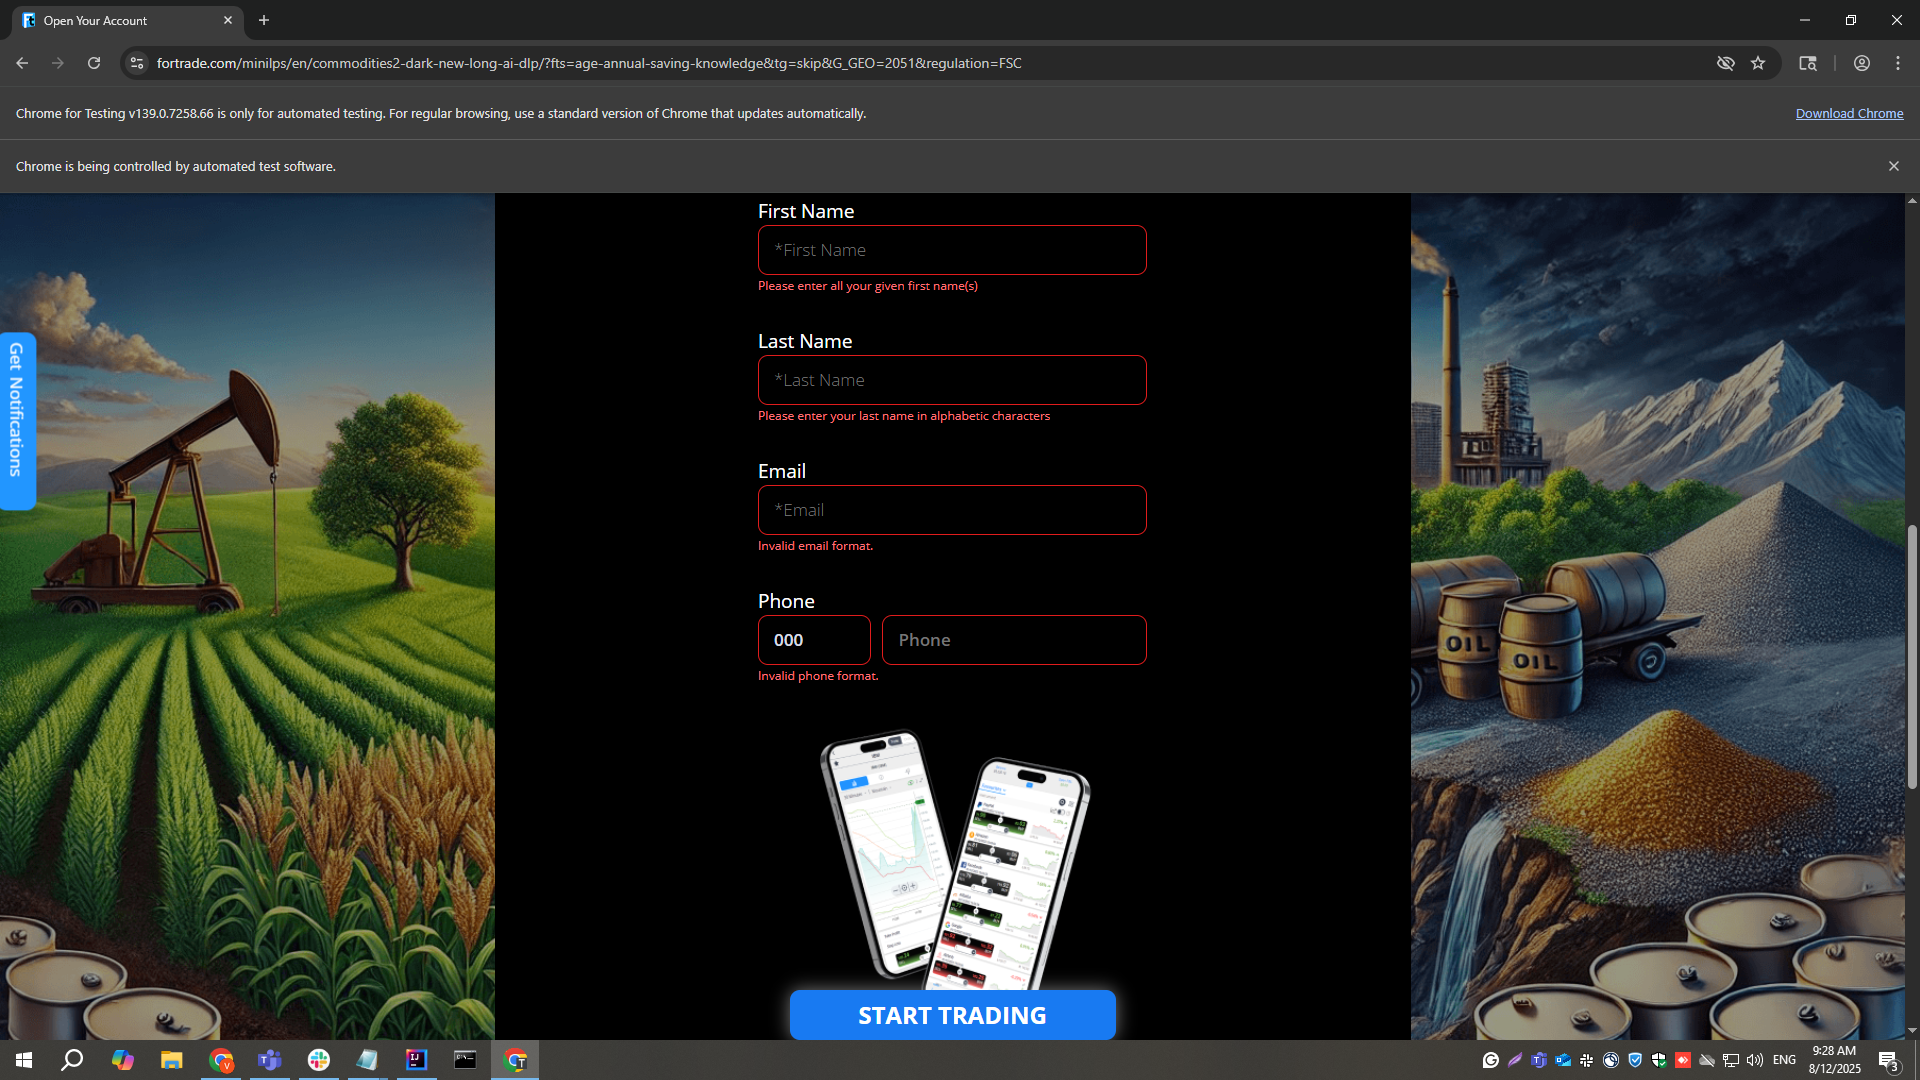 Open Your Account
fortrade.com/minilps/en/commodities2-dark-new-long-ai-dlp/?fts=age-annual-saving-knowledge&tg=skip&G_GEO=2051&regulation=FSC
Chrome for Testing v139.0.7258.66 is only for automated testing. For regular browsing, use a standard version of Chrome that updates automatically.
Download Chrome
Chrome is being controlled by automated test software.
Get Notifications
First Name
*First Name
Please enter all your given first name(s)
Last Name
*Last Name
Please enter your last name in alphabetic characters
Email
*Email
Invalid email format.
Phone
000
Phone
Invalid phone format.
OIL
OIL
START TRADING
ENG
9:28 AM
8/12/2025
3